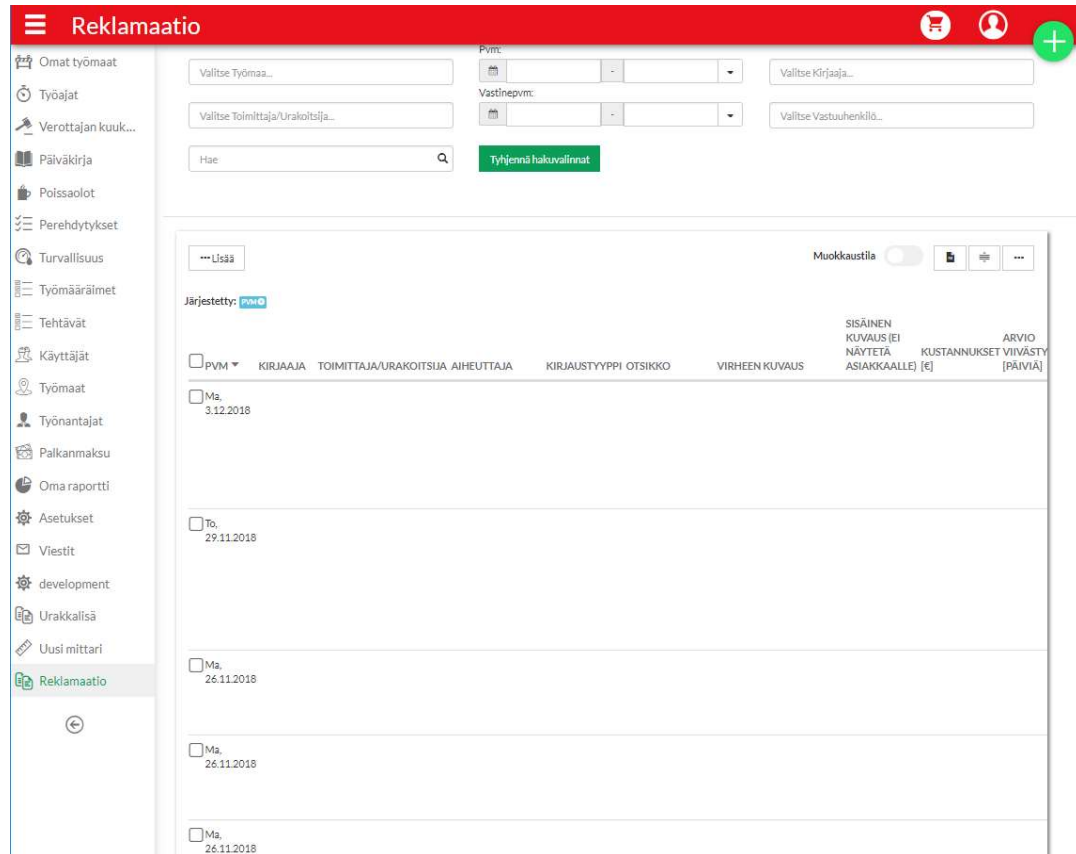 Reklamaatio
Omat työmaat
Työajat
Verottajan kuuk...
Päiväkirja
Poissaolot
Perehdytykset
Turvallisuus
Työmääräimet
Tehtävät
Käyttäjät
Työmaat
Työnantajat
Palkanmaksu
Oma raportti
Asetukset
Viestit
development
Urakkalisä
Uusi mittari
Reklamaatio
Pvm:
Valitse Työmaa...
-
Valitse Kirjaaja...
Vastinepvm:
Valitse Toimittaja/Urakoitsija...
-
Valitse Vastuuhenkilö...
Hae
Tyhjennä hakuvalinnat
Lisää
Muokkaustila
Järjestetty: PVM
PVM
KIRJAAJA
TOIMITTAJA/URAKOITSIJA
AIHEUTTAJA
KIRJAUSTYYPPI
OTSIKKO
VIRHEEN KUVAUS
SISÄINEN
KUVAUS (EI
NÄYTETÄ
ASIAKKAALLE)
KUSTANNUKSET
[€]
ARVIO
VIIVÄSTY
[PÄIVIÄ]
Ma,
3.12.2018
To,
29.11.2018
Ma,
26.11.2018
Ma,
26.11.2018
Ma,
26.11.2018